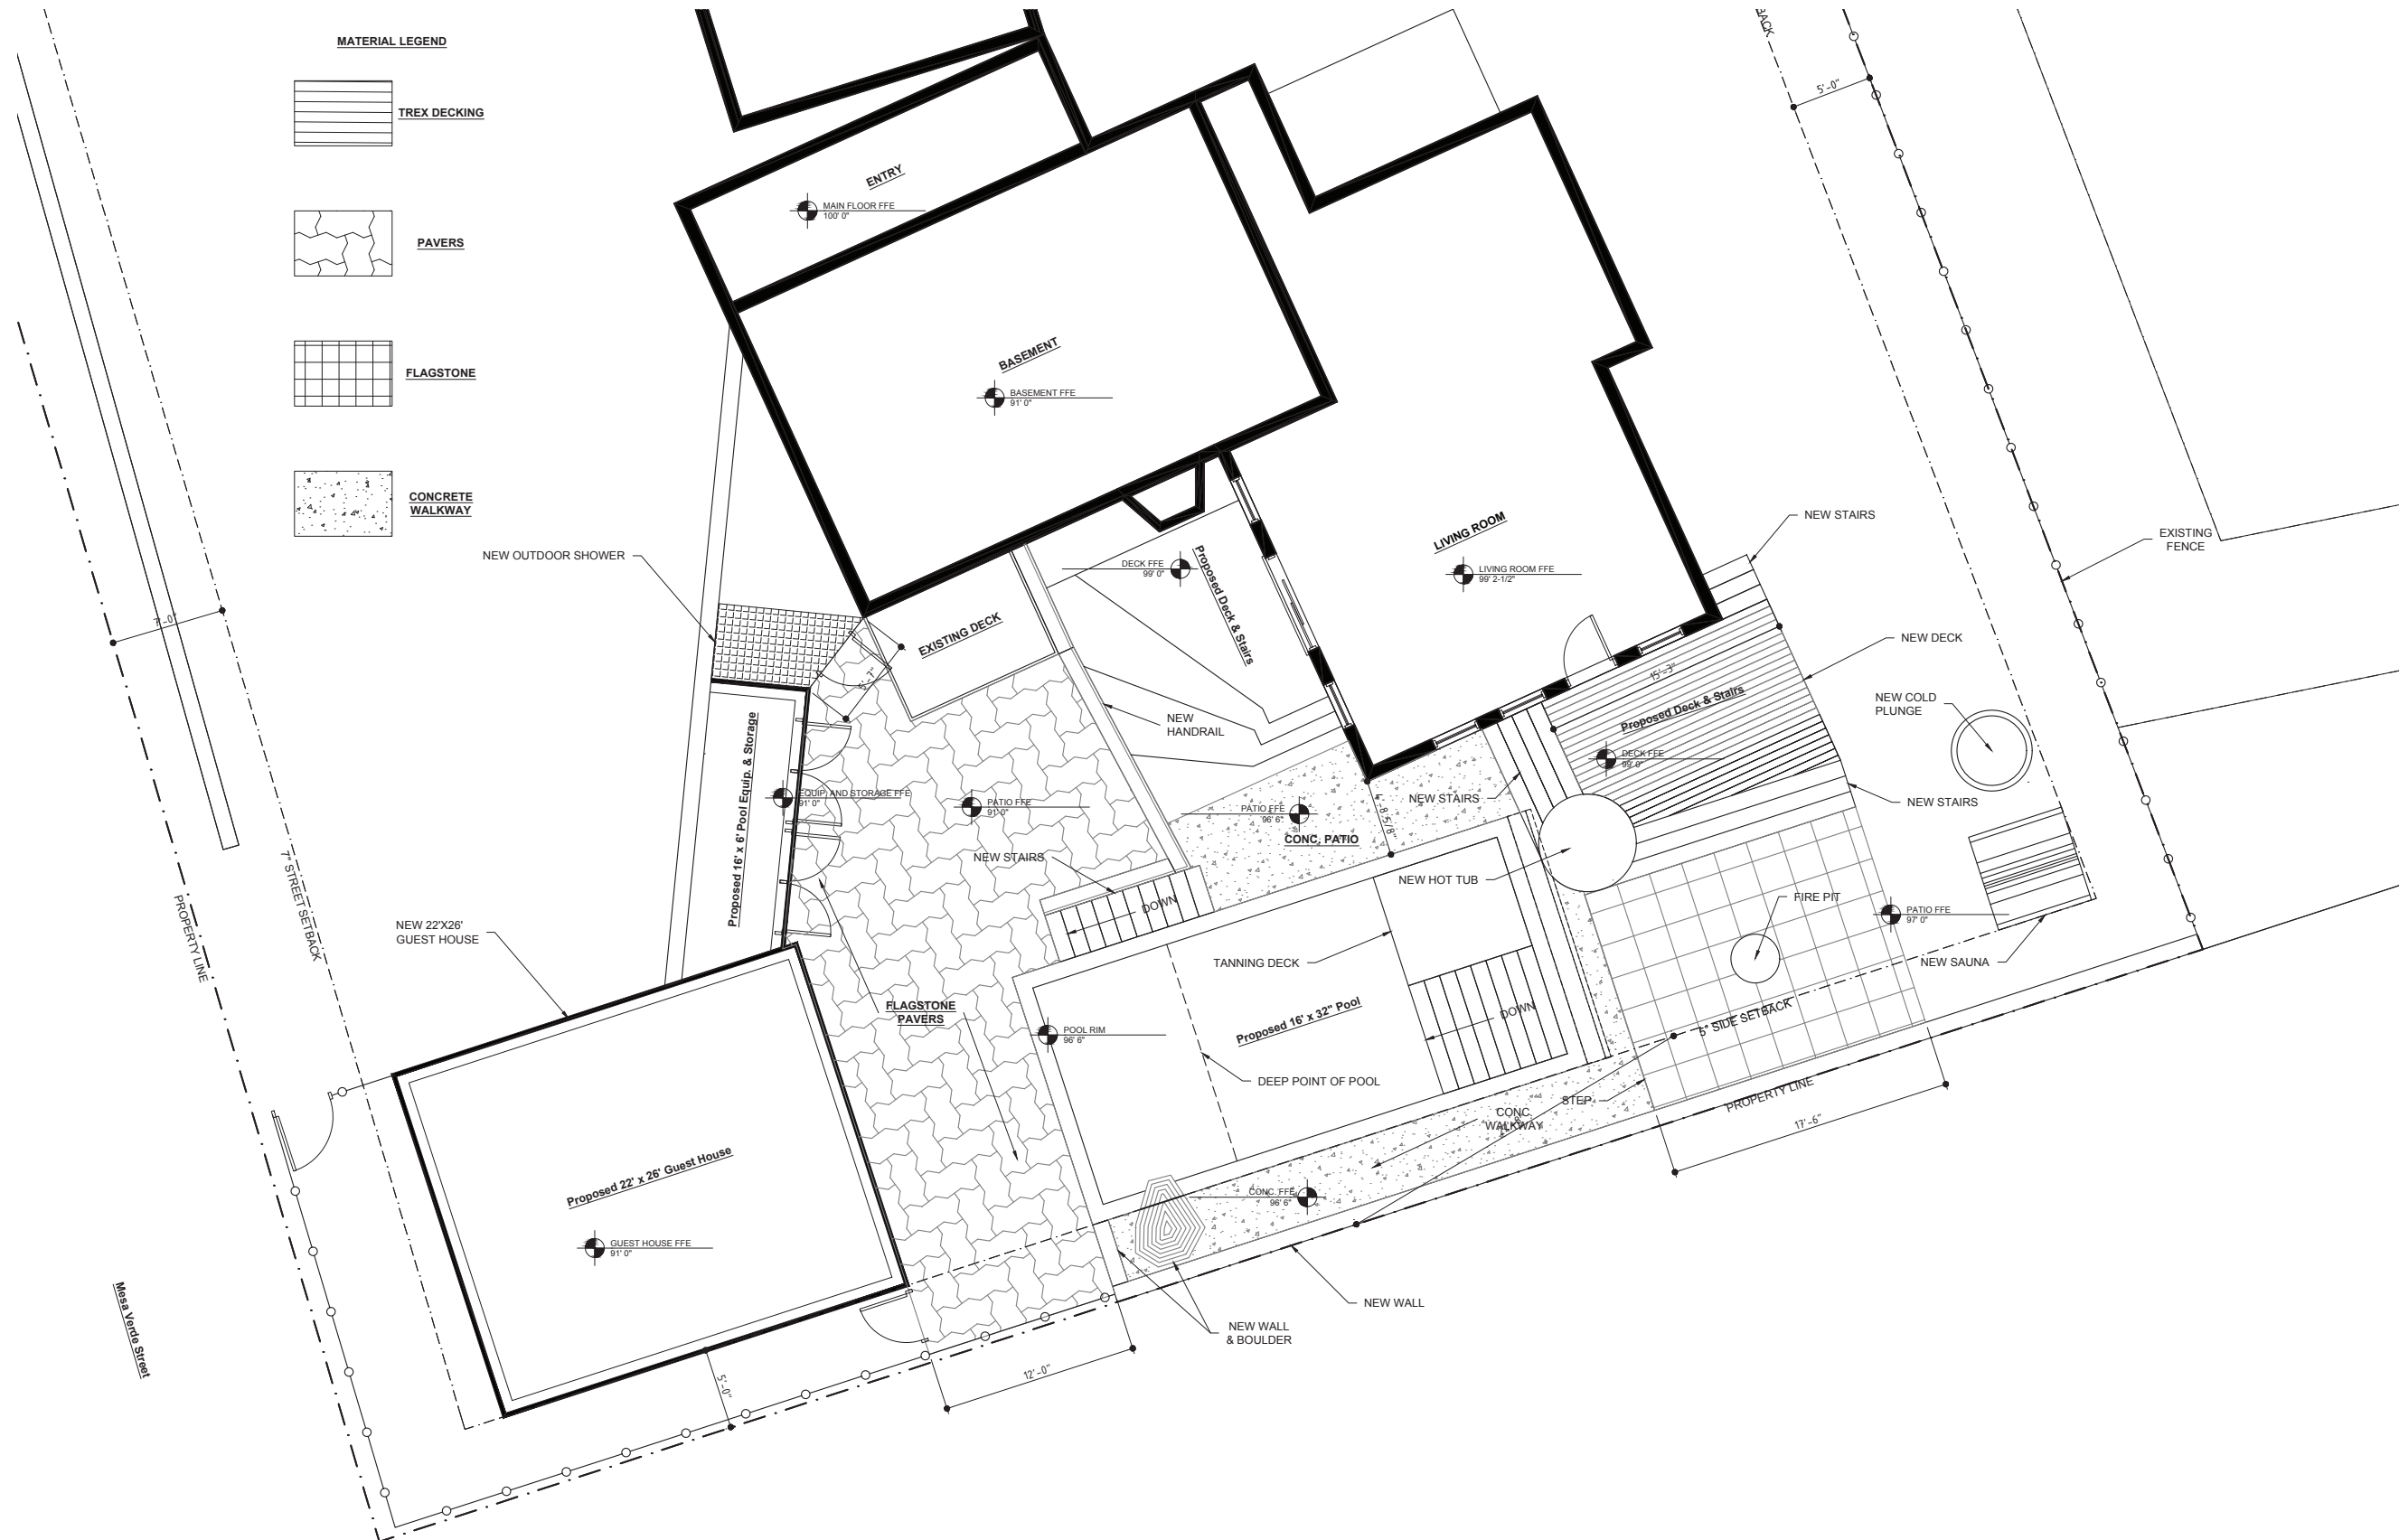 MATERIAL LEGEND
TREX DECKING
PAVERS
FLAGSTONE
CONCRETE
WALKWAY
5'-0"
ENTRY
MAIN FLOOR FFE
100' 0"
BASEMENT
BASEMENT FFE
91' 0"
NEW OUTDOOR SHOWER
7'-0"
EXISTING DECK
5'-7"
DECK FFE
99' 0"
Proposed Deck & Stairs
LIVING ROOM
LIVING ROOM FFE
99' 2-1/2"
NEW STAIRS
EXISTING
FENCE
NEW DECK
15'-3"
Proposed Deck & Stairs
DECK FFE
99' 0"
NEW COLD
PLUNGE
NEW
HANDRAIL
Proposed 16' x 6' Pool Equip. & Storage
EQUIP. AND STORAGE FFE
91' 0"
PATIO FFE
91' 0"
PATIO FFE
96' 6"
CONC. PATIO
NEW STAIRS
NEW STAIRS
NEW STAIRS
DOWN
NEW HOT TUB
FIRE PIT
PATIO FFE
97' 0"
NEW SAUNA
PROPERTY LINE
7" STREET SETBACK
NEW 22'X26'
GUEST HOUSE
TANNING DECK
FLAGSTONE
PAVERS
POOL RIM
96' 6"
Proposed 16' x 32" Pool
DOWN
5" SIDE SETBACK
DEEP POINT OF POOL
STEP
PROPERTY LINE
CONC.
WALKWAY
17'-6"
Proposed 22' x 26' Guest House
GUEST HOUSE FFE
91' 0"
CONC. FFE
96' 6"
NEW WALL
NEW WALL
& BOULDER
Mesa Verde Street
5'-0"
12'-0"